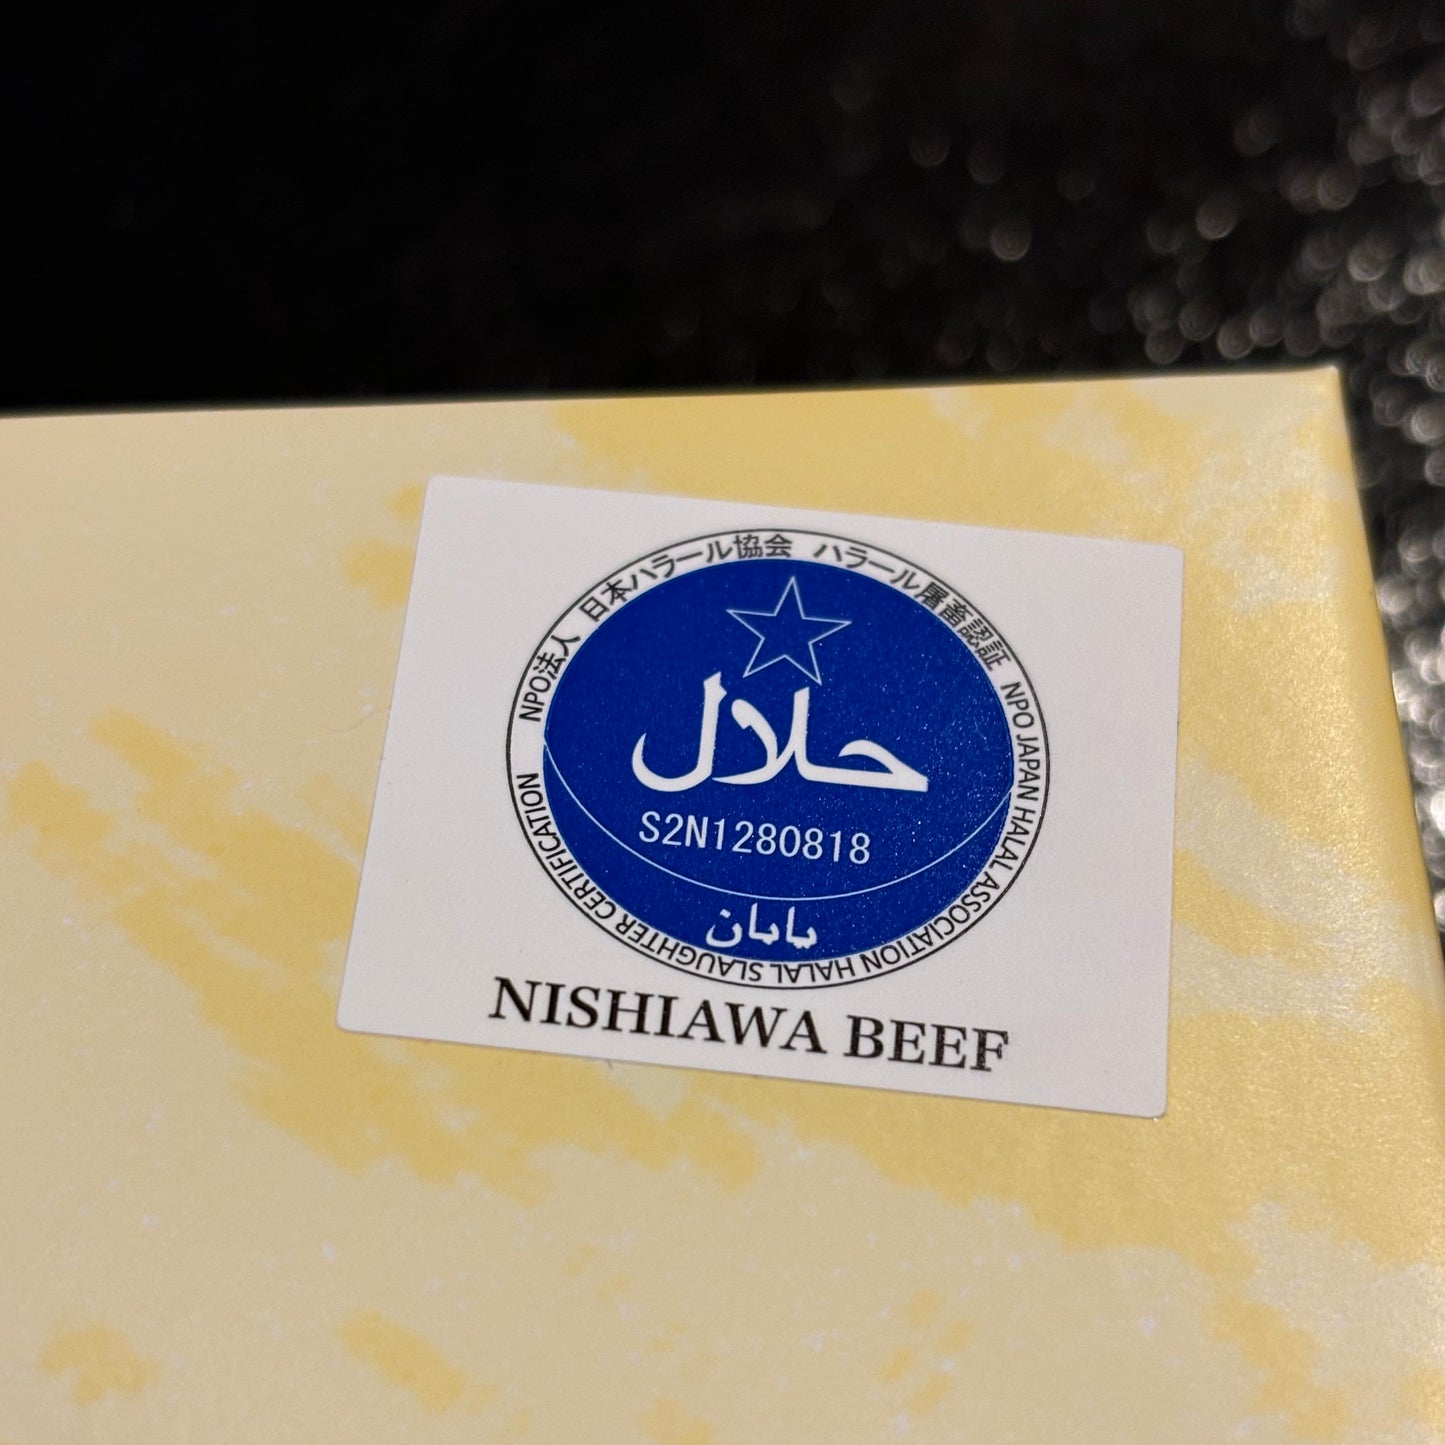 NPO法人 日本ハラール協会 ハラール屠畜認証
NPO JAPAN HALAL ASSOCIATION HALAL SLAUGHTER CERTIFICATION
حلال
S2N1280818
يابان
NISHIAWA BEEF